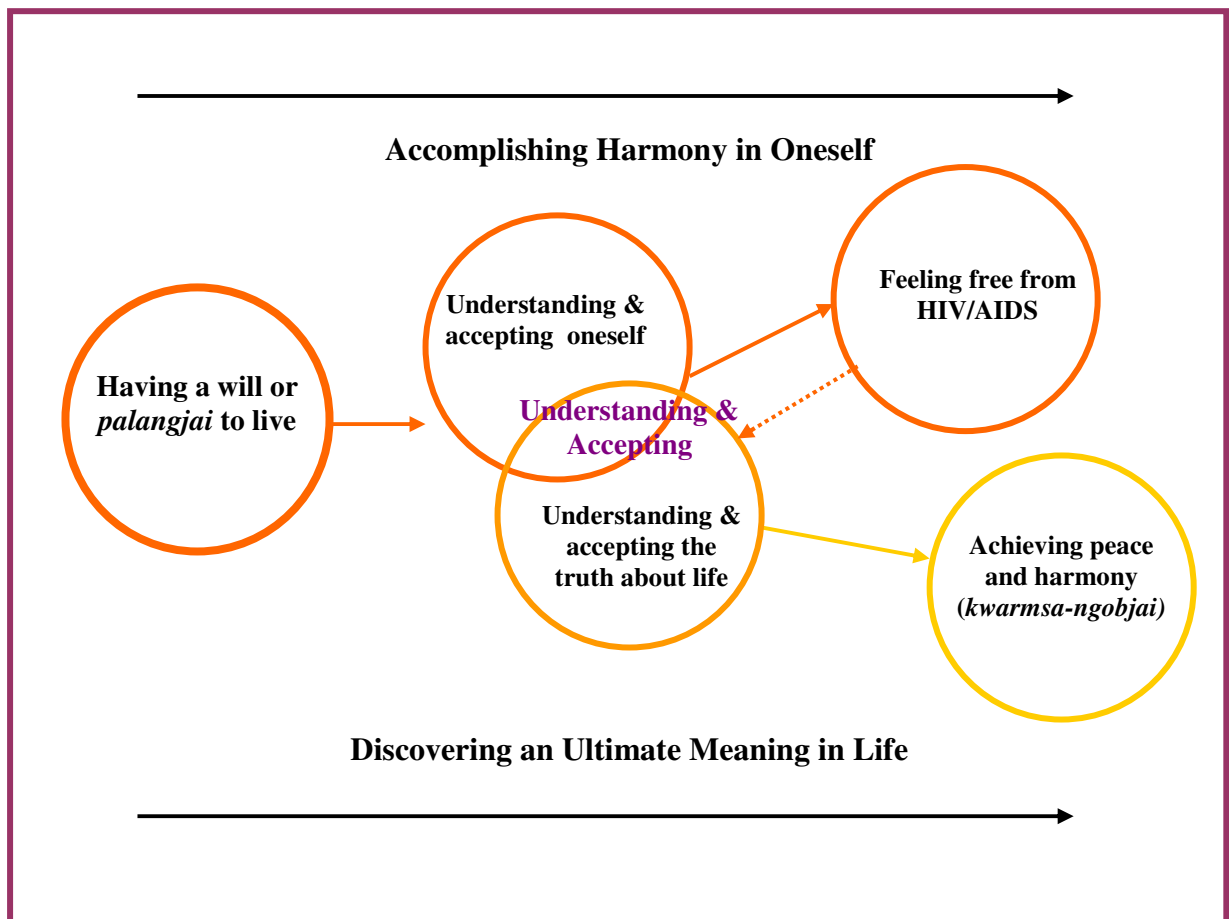 Accomplishing Harmony in Oneself
Understanding &
accepting oneself
Feeling free from
HIV/AIDS
Having a will or
palangjai to live
Understanding &
Accepting
Understanding &
accepting the
truth about life
Achieving peace
and harmony
(kwarmsa-ngobjai)
Discovering an Ultimate Meaning in Life